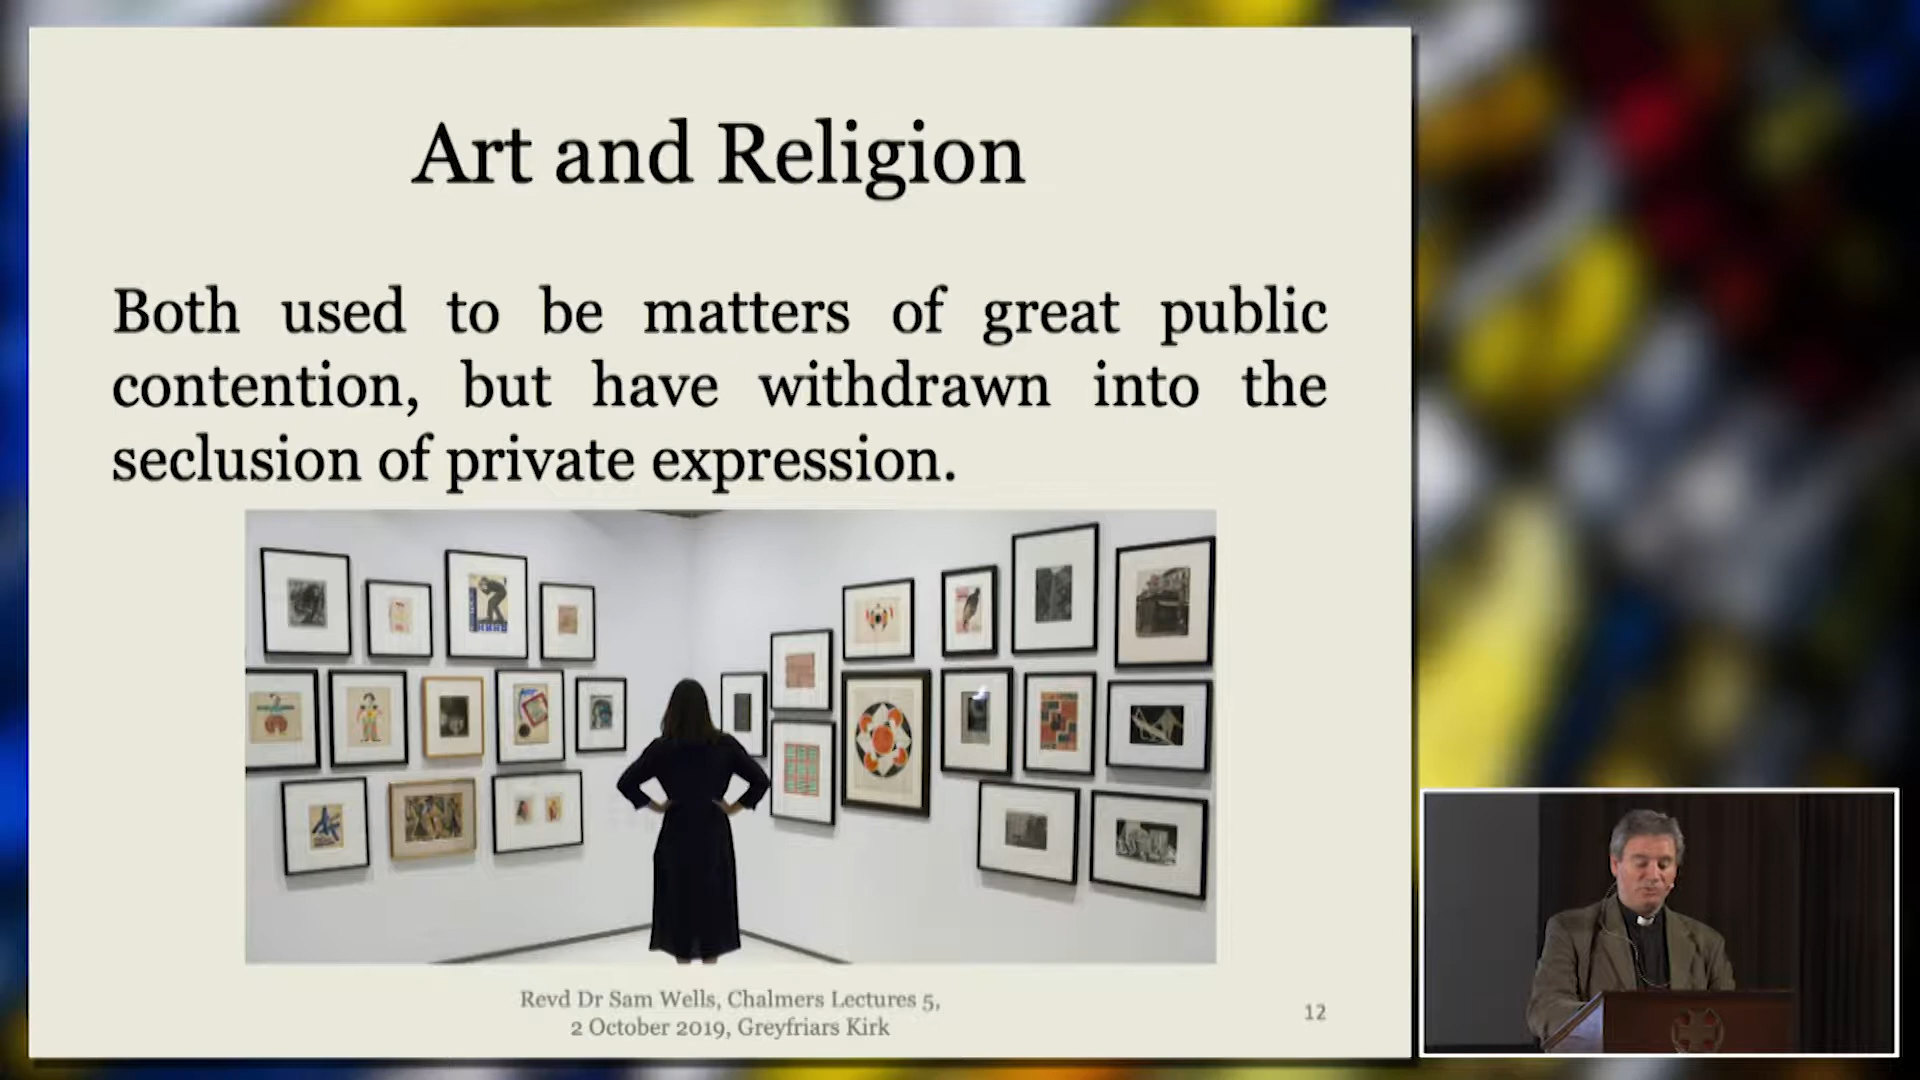 Art and Religion
Both used to be matters of great public
contention, but have withdrawn into the
seclusion of private expression.
Revd Dr Sam Wells, Chalmers Lectures 5,
2 October 2019, Greyfriars Kirk
12